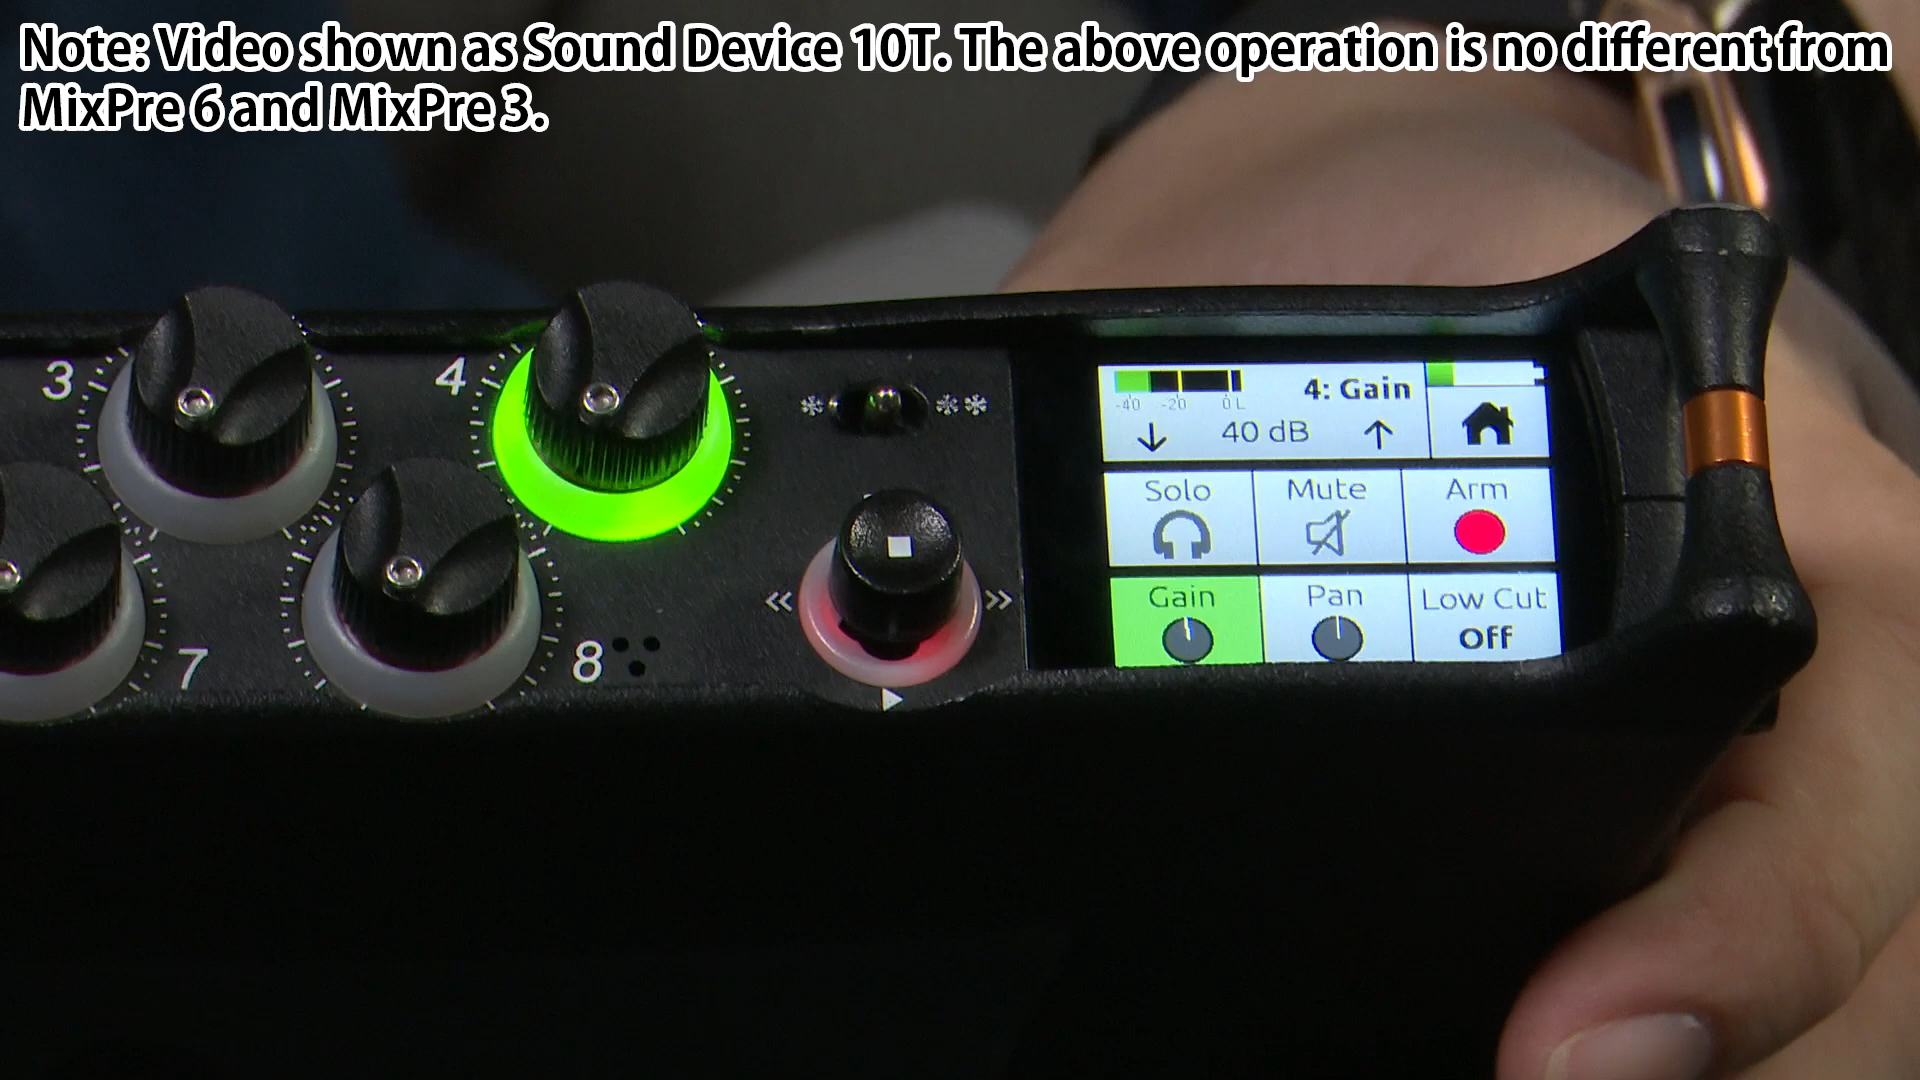 Note: Video shown as Sound Device 10T. The above operation is no different from
MixPre 6 and MixPre 3.
3
4
7
8
-40 -20 0 L
4: Gain
40 dB
Solo
Mute
Arm
Gain
Pan
Low Cut
Off